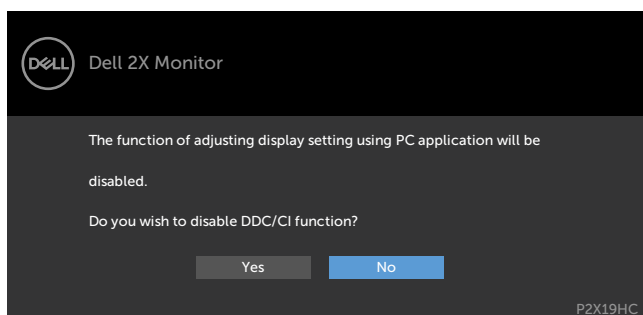 DELL
Dell 2X Monitor
The function of adjusting display setting using PC application will be
disabled.
Do you wish to disable DDC/CI function?
Yes
No
P2X19HC